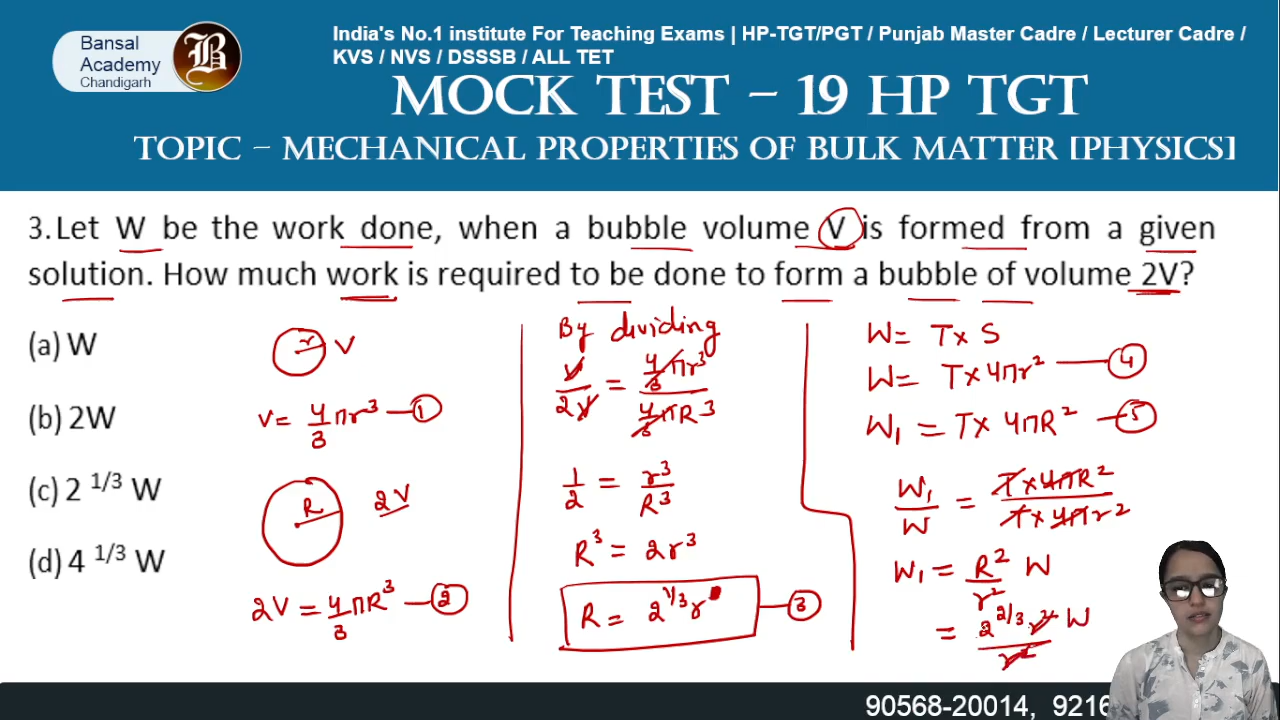 Bansal
Academy
Chandigarh
B
India's No.1 institute For Teaching Exams | HP-TGT/PGT / Punjab Master Cadre / Lecturer Cadre /
KVS / NVS / DSSSB / ALL TET
MOCK TEST – 19 HP TGT
TOPIC – MECHANICAL PROPERTIES OF BULK MATTER [PHYSICS]
3. Let W be the work done, when a bubble volume V is formed from a given
solution. How much work is required to be done to form a bubble of volume 2V?
(a) W
(b) 2W
(c) 2 1/3 W
(d) 4 1/3 W
r V
V = 4/3 πr³ — ①
R 2V
2V = 4/3 πR³ — ②
By dividing
V/2V = 4/3 πr³ / 4/3 πR³
1/2 = r³/R³
R³ = 2r³
R = 2^1/3 r — ③
W = T × S
W = T × 4πr² — ④
W₁ = T × 4πR² — ⑤
W₁/W = T × 4πR² / T × 4πr²
W₁ = R²/r² W
= 2^2/3 r²/r² W
90568-20014, 9216